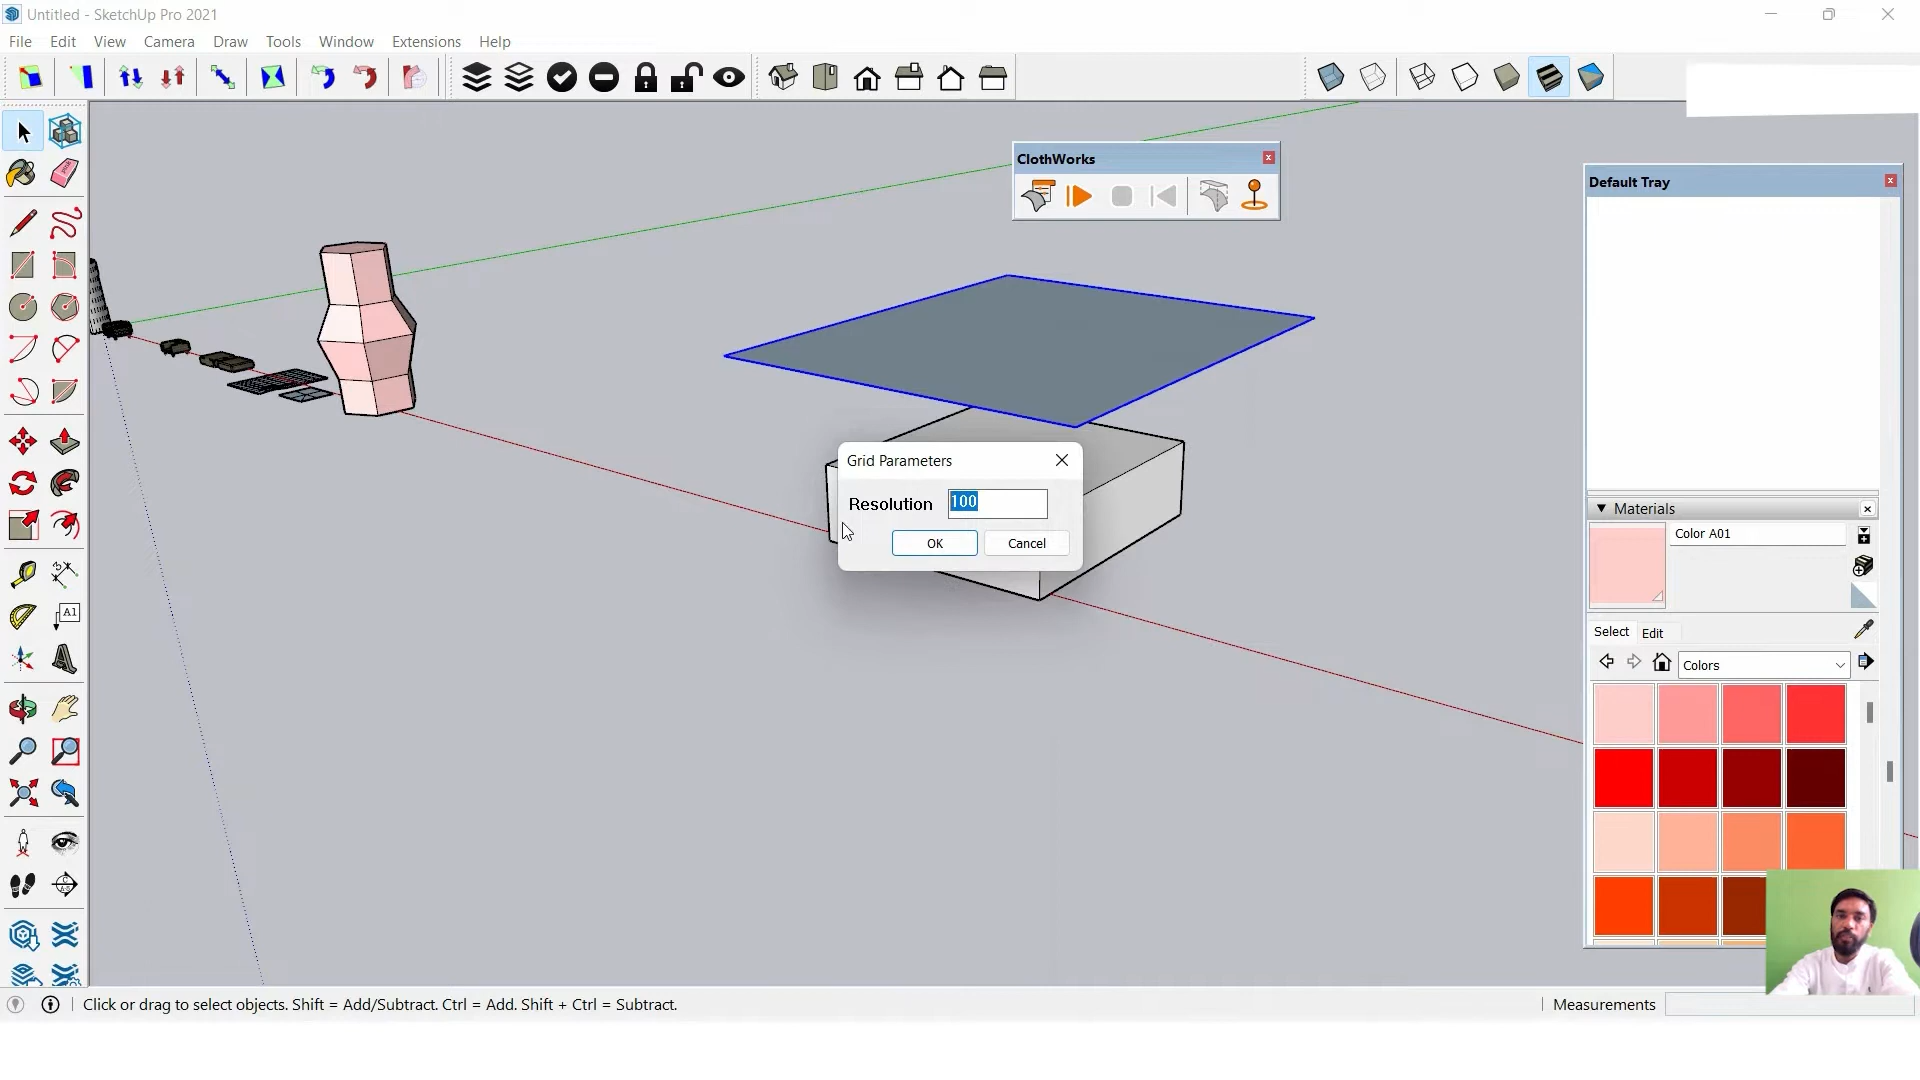 Untitled - SketchUp Pro 2021
File Edit View Camera Draw Tools Window Extensions Help
ClothWorks
Default Tray
Grid Parameters
Resolution 100
OK Cancel
Materials
Color A01
Select Edit
Colors
A1
Click or drag to select objects. Shift = Add/Subtract. Ctrl = Add. Shift + Ctrl = Subtract.
Measurements